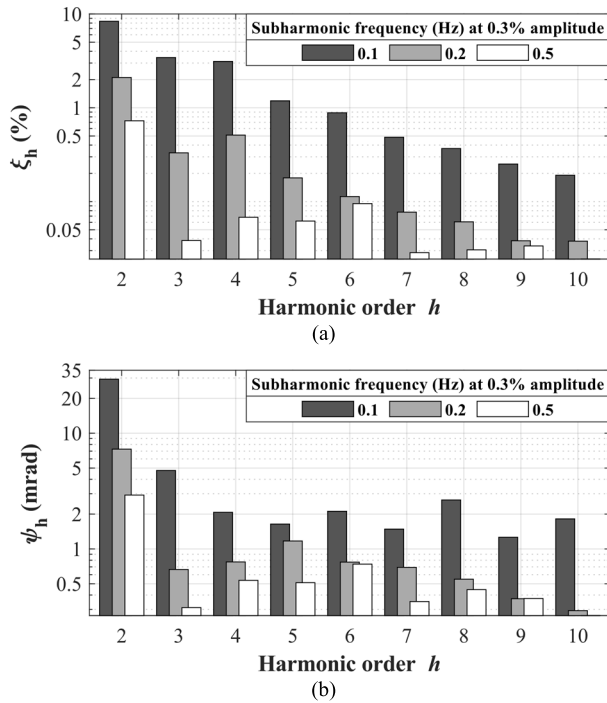 Subharmonic frequency (Hz) at 0.3% amplitude
0.1 0.2 0.5
10
5
2
1
0.5
0.05
ξh (%)
2 3 4 5 6 7 8 9 10
Harmonic order h
(a)
Subharmonic frequency (Hz) at 0.3% amplitude
0.1 0.2 0.5
35
20
10
5
2
1
0.5
ψh (mrad)
2 3 4 5 6 7 8 9 10
Harmonic order h
(b)